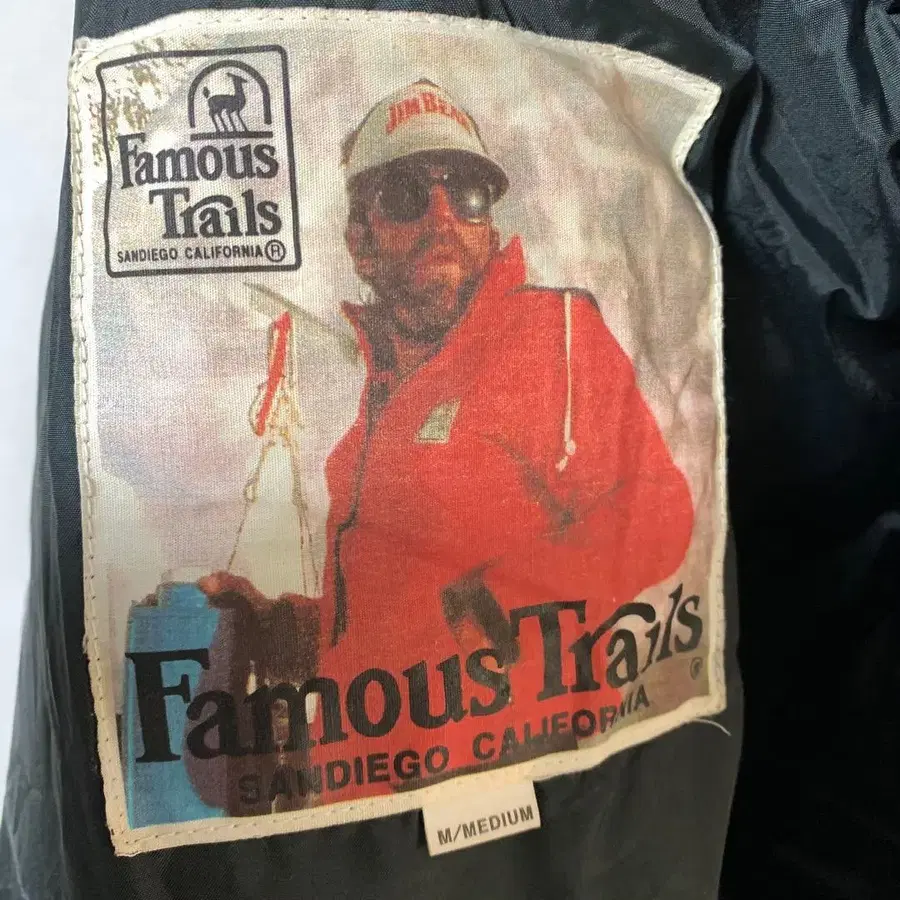 Famous
Trails
SANDIEGO CALIFORNIA®
JIM BEAM
Famous Trails ®
SANDIEGO CALIFORNIA
M/MEDIUM